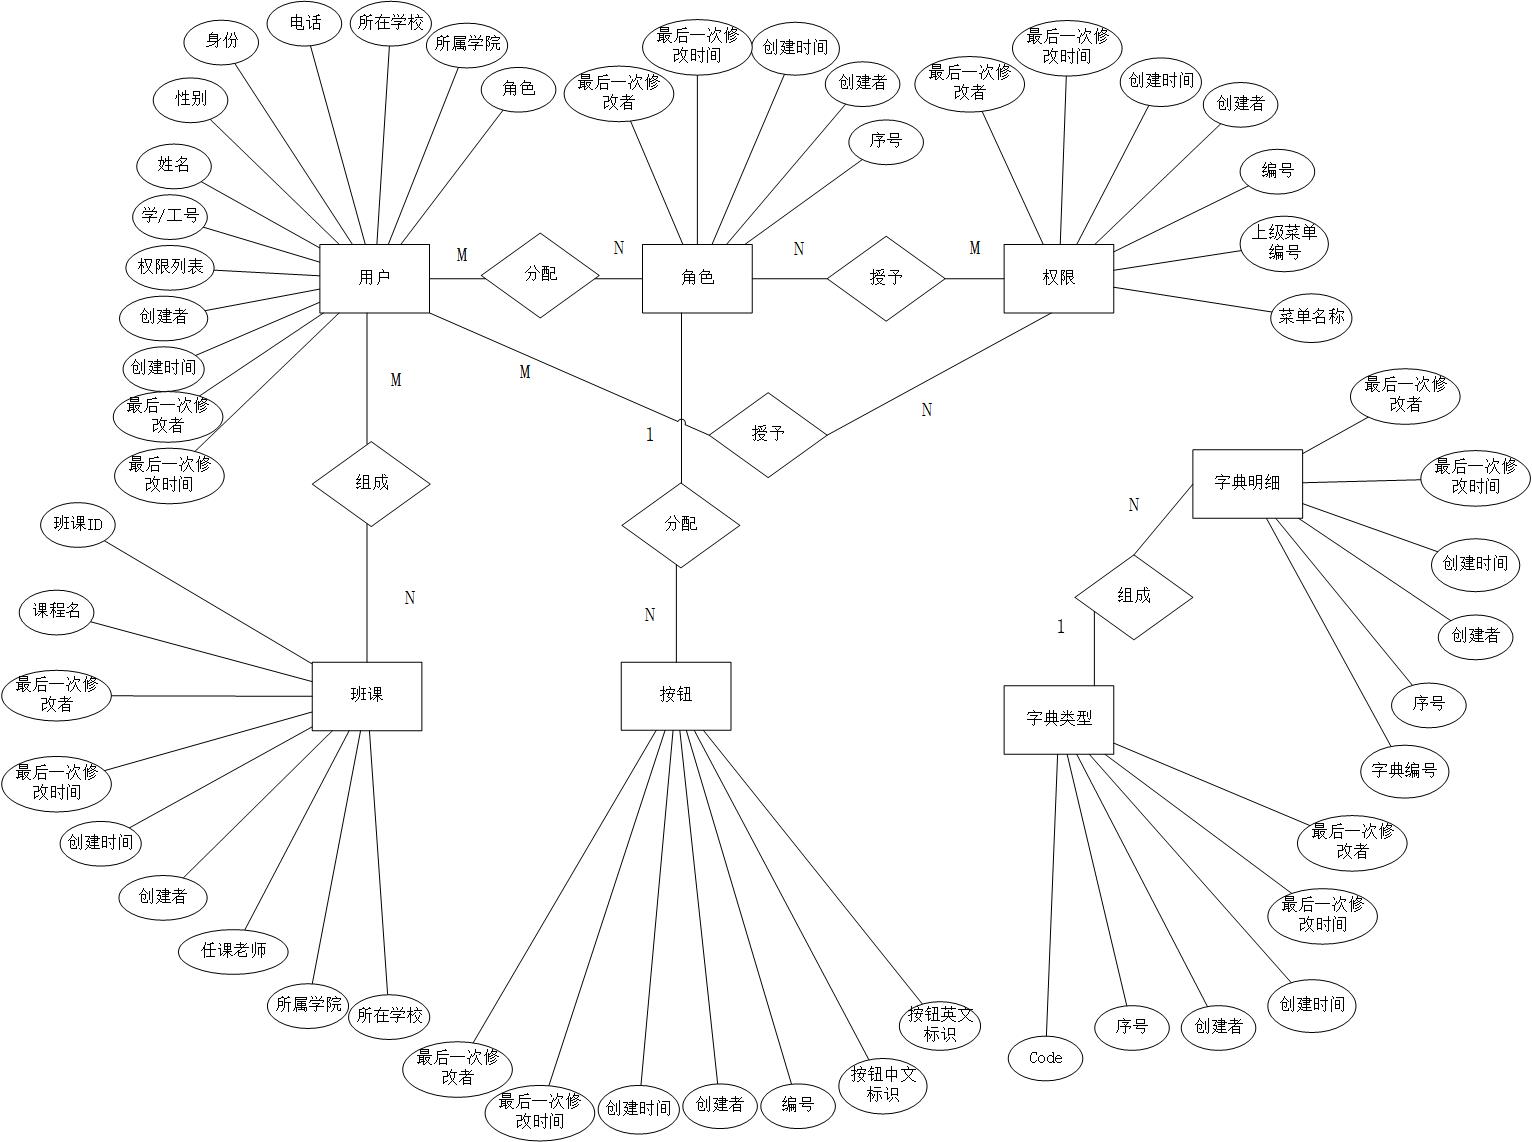 身份
电话
所在学校
所属学院
角色
性别
姓名
学/工号
权限列表
创建者
创建时间
最后一次修
改者
最后一次修
改时间
用户
M
分配
N
最后一次修
改者
最后一次修
改时间
创建时间
创建者
序号
角色
N
授予
M
最后一次修
改者
最后一次修
改时间
创建时间
创建者
编号
上级菜单
编号
菜单名称
权限
M
授予
N
M
组成
N
1
分配
N
班课ID
课程名
最后一次修
改者
最后一次修
改时间
创建时间
创建者
任课老师
所属学院
所在学校
班课
按钮
最后一次修
改者
最后一次修
改时间
创建时间
创建者
编号
按钮中文
标识
按钮英文
标识
字典明细
最后一次修
改者
最后一次修
改时间
创建时间
创建者
序号
字典编号
N
组成
1
字典类型
最后一次修
改者
最后一次修
改时间
创建时间
创建者
序号
Code